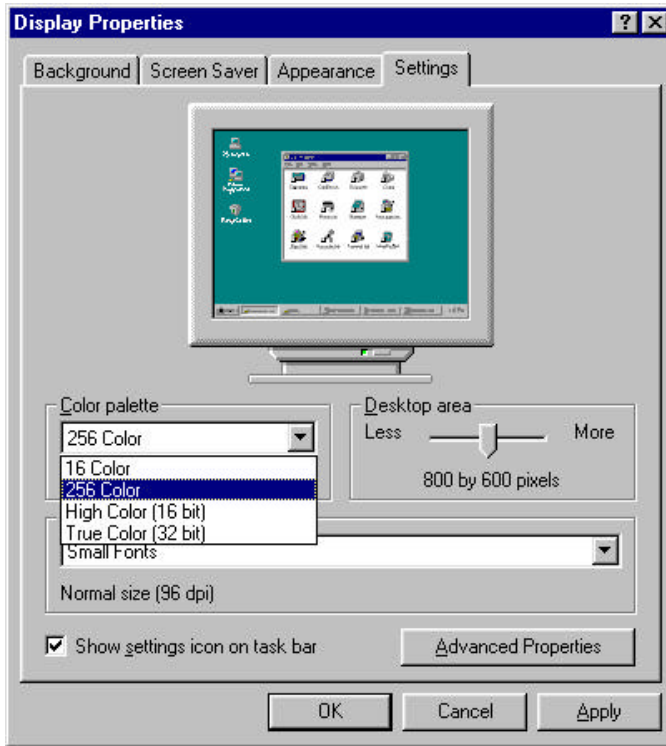 Display Properties
Background Screen Saver Appearance Settings
Color palette
256 Color
16 Color
256 Color
High Color (16 bit)
True Color (32 bit)
Desktop area
Less More
800 by 600 pixels
Small Fonts
Normal size (96 dpi)
Show settings icon on task bar
Advanced Properties
OK Cancel Apply